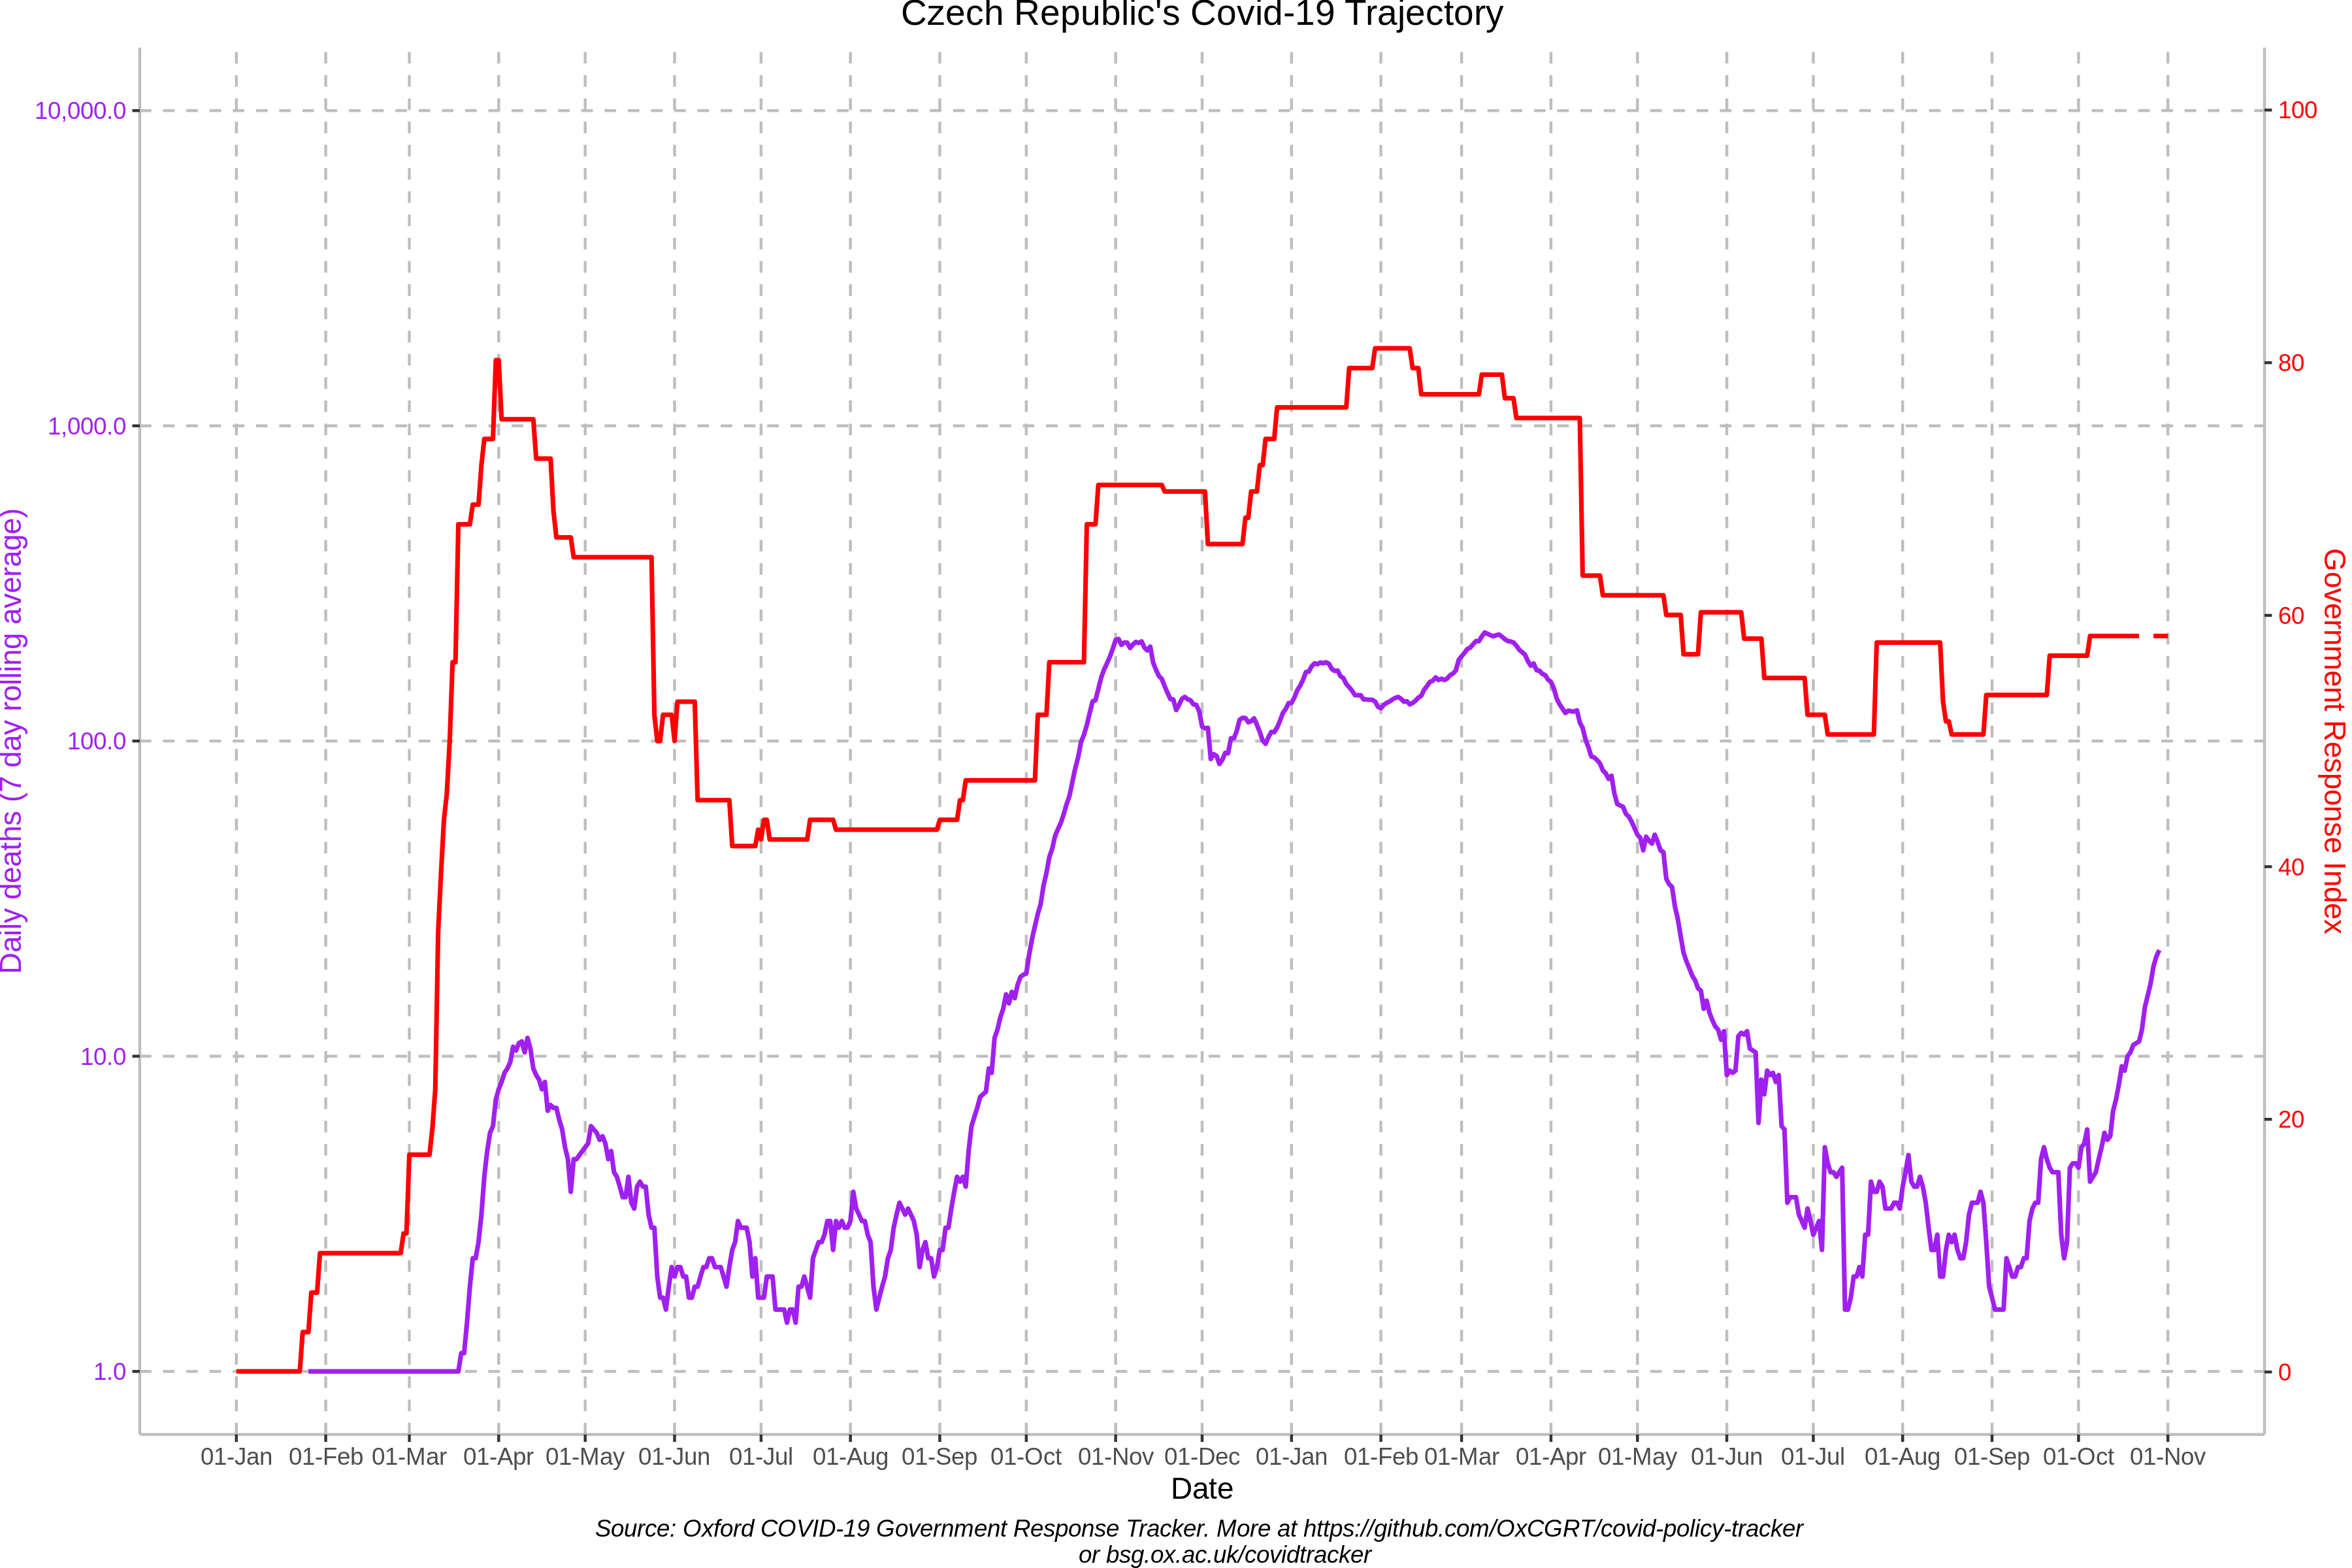 Czech Republic's Covid-19 Trajectory
10,000.0
1,000.0
100.0
10.0
1.0
Daily deaths (7 day rolling average)
100
80
60
40
20
0
Government Response Index
01-Jan 01-Feb 01-Mar 01-Apr 01-May 01-Jun 01-Jul 01-Aug 01-Sep 01-Oct 01-Nov 01-Dec 01-Jan 01-Feb 01-Mar 01-Apr 01-May 01-Jun 01-Jul 01-Aug 01-Sep 01-Oct 01-Nov
Date
Source: Oxford COVID-19 Government Response Tracker. More at https://github.com/OxCGRT/covid-policy-tracker
or bsg.ox.ac.uk/covidtracker